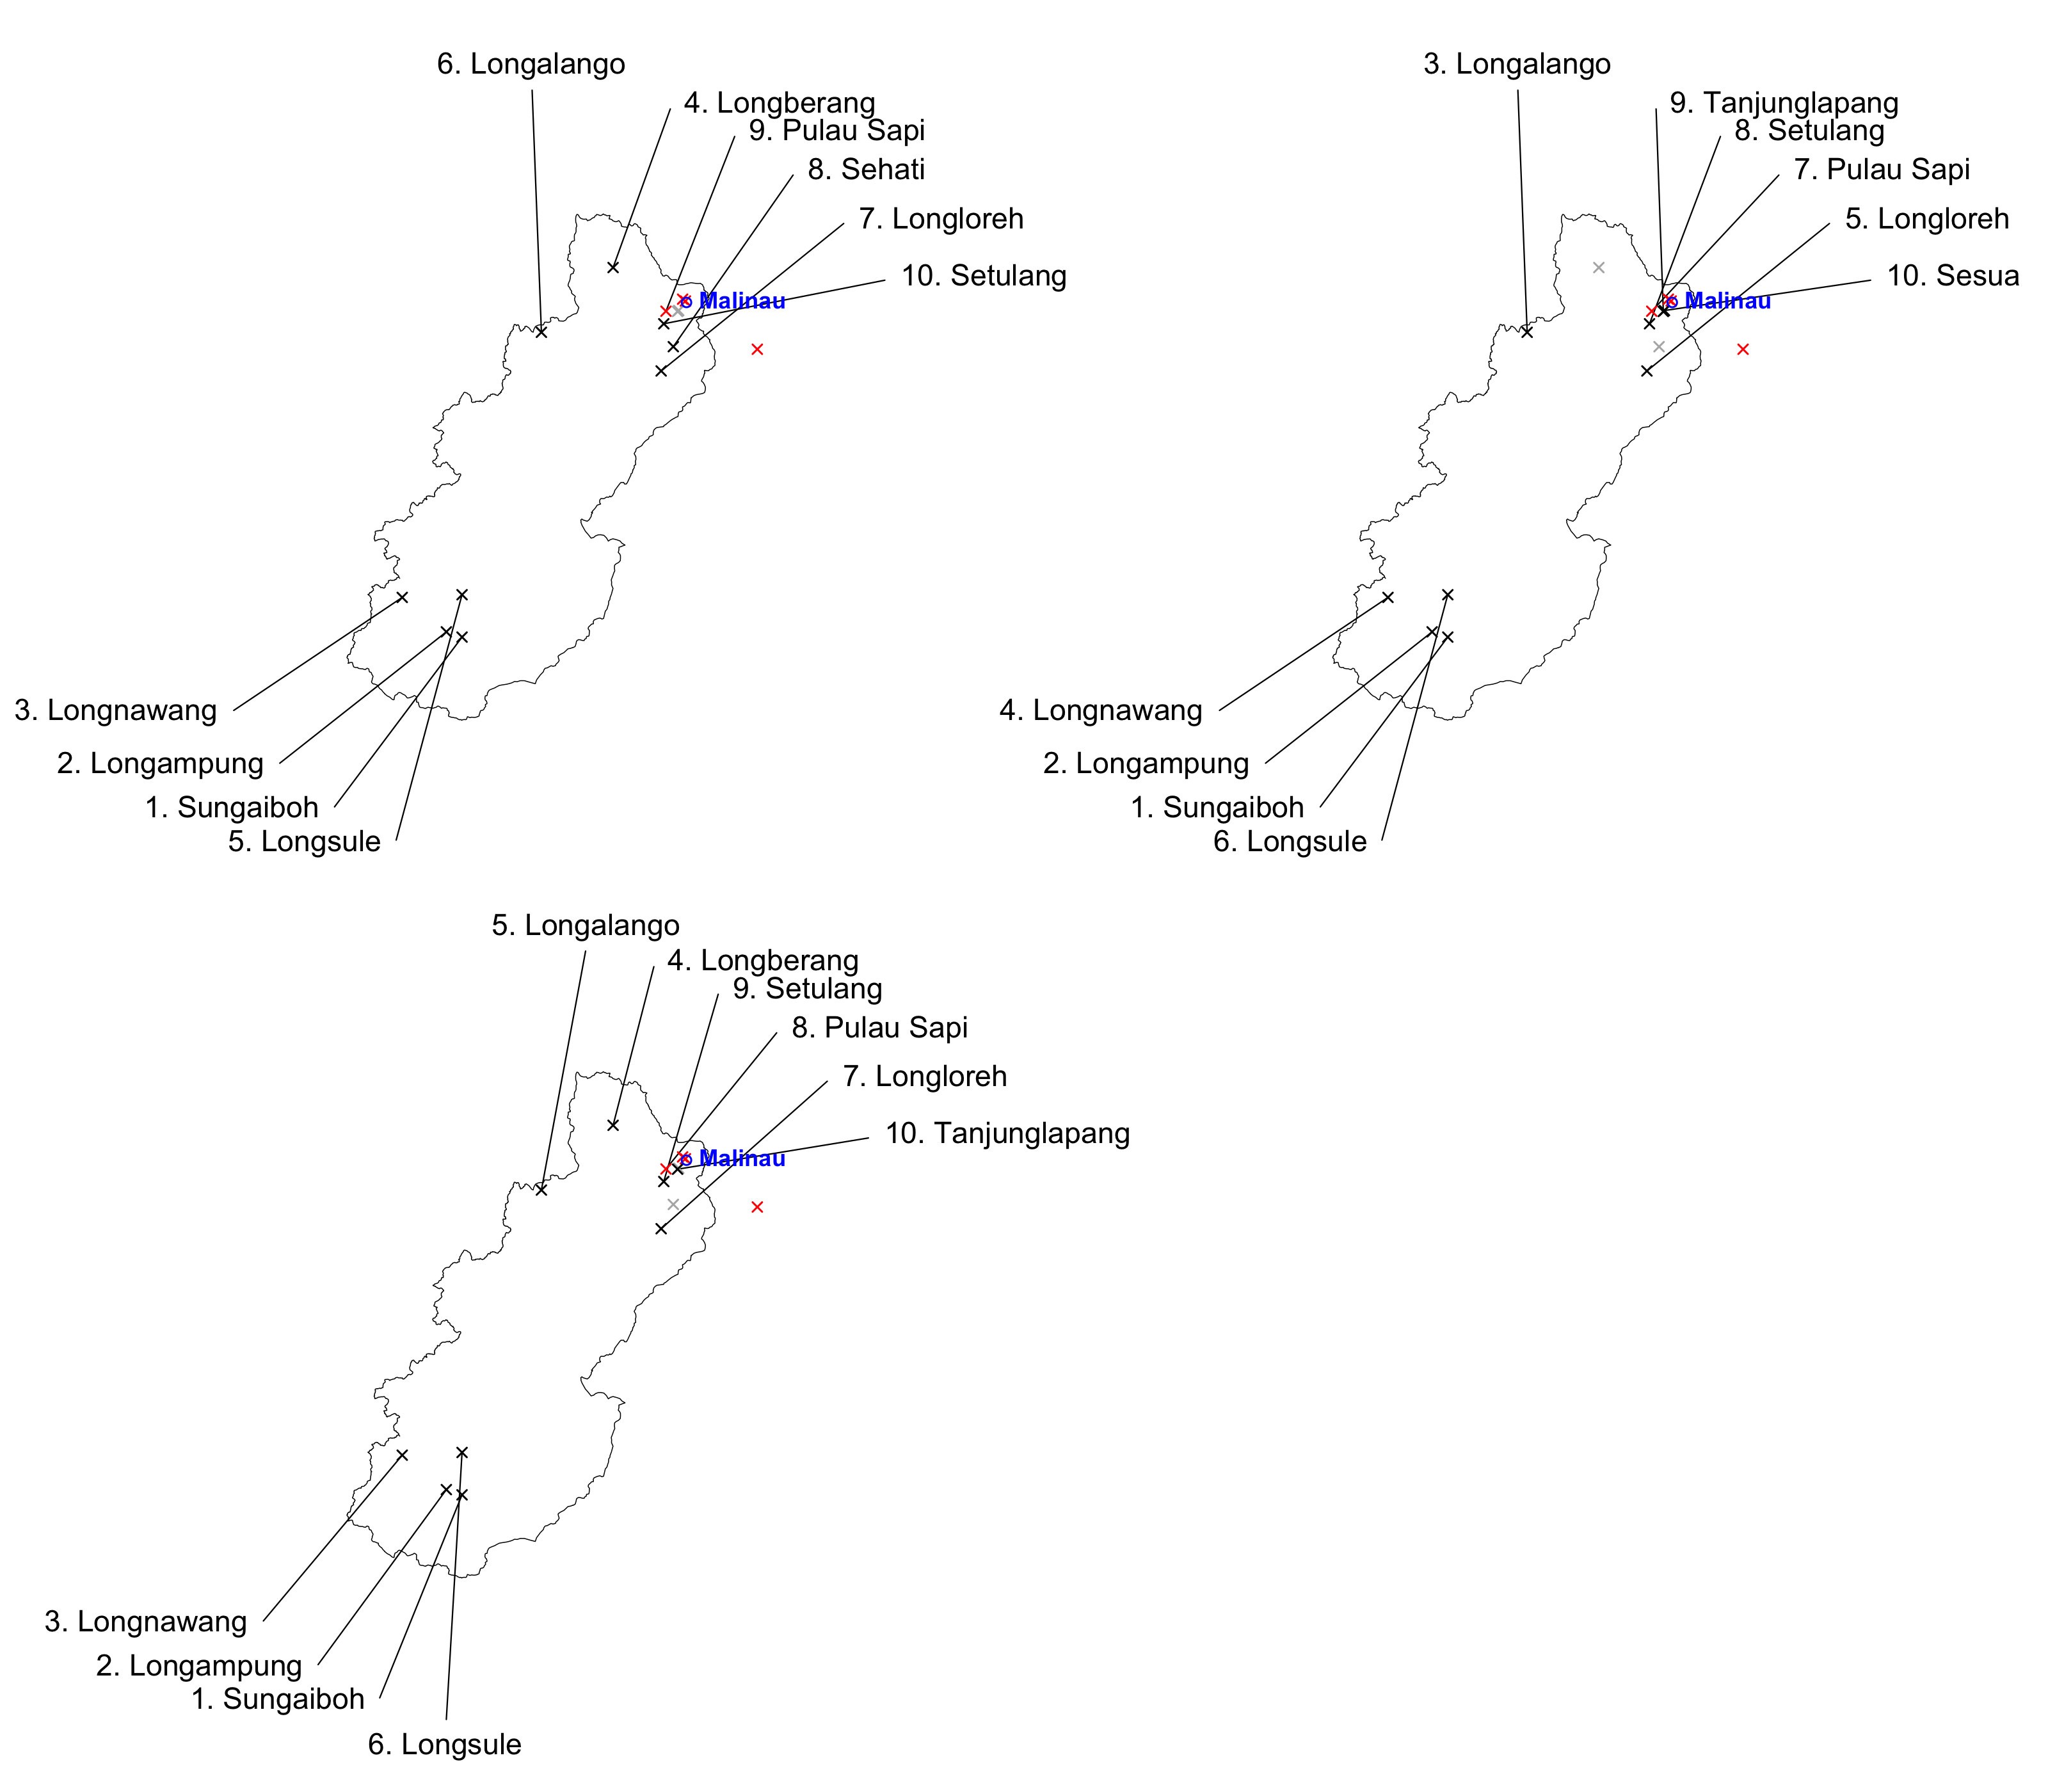 6. Longalango
4. Longberang
9. Pulau Sapi
8. Sehati
7. Longloreh
10. Setulang
Malinau
3. Longnawang
2. Longampung
1. Sungaiboh
5. Longsule
3. Longalango
9. Tanjunglapang
8. Setulang
7. Pulau Sapi
5. Longloreh
10. Sesua
Malinau
4. Longnawang
2. Longampung
1. Sungaiboh
6. Longsule
5. Longalango
4. Longberang
9. Setulang
8. Pulau Sapi
7. Longloreh
10. Tanjunglapang
Malinau
3. Longnawang
2. Longampung
1. Sungaiboh
6. Longsule